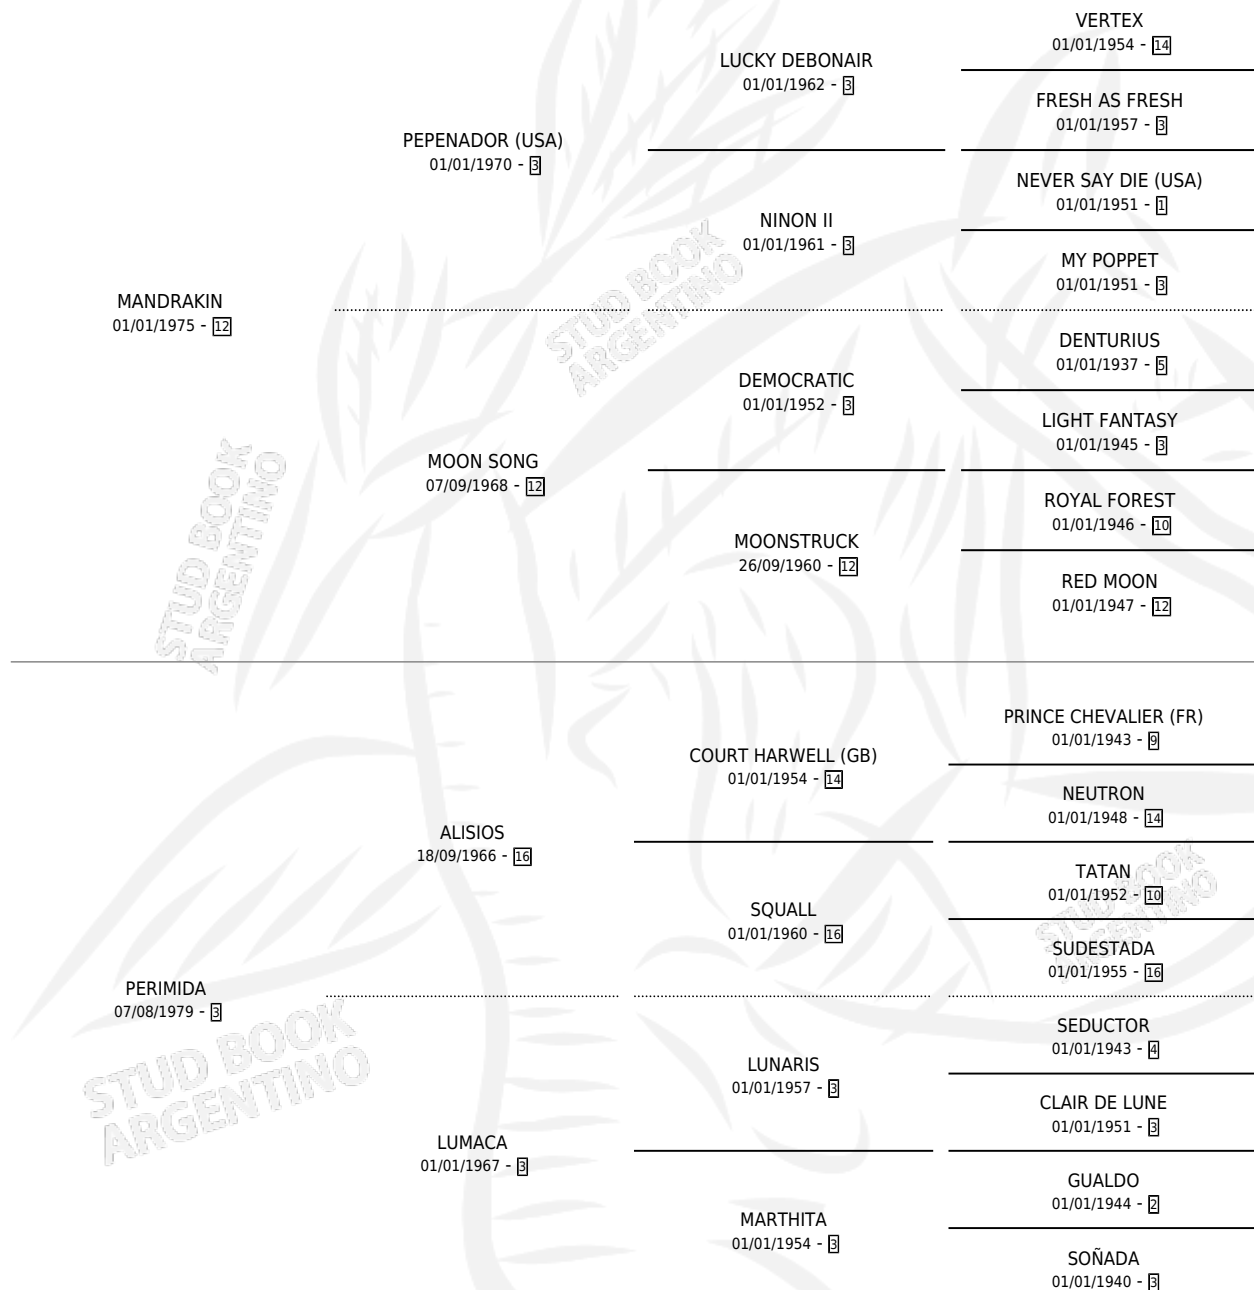 VERTEX
01/01/1954 - 14
LUCKY DEBONAIR
01/01/1962 - 3
FRESH AS FRESH
01/01/1957 - 3
PEPENADOR (USA)
01/01/1970 - 3
NEVER SAY DIE (USA)
01/01/1951 - 1
NINON II
01/01/1961 - 3
MY POPPET
01/01/1951 - 3
MANDRAKIN
01/01/1975 - 12
DENTURIUS
01/01/1937 - 5
DEMOCRATIC
01/01/1952 - 3
LIGHT FANTASY
01/01/1945 - 3
MOON SONG
07/09/1968 - 12
ROYAL FOREST
01/01/1946 - 10
MOONSTRUCK
26/09/1960 - 12
RED MOON
01/01/1947 - 12
PRINCE CHEVALIER (FR)
01/01/1943 - 9
COURT HARWELL (GB)
01/01/1954 - 14
NEUTRON
01/01/1948 - 14
ALISIOS
18/09/1966 - 16
TATAN
01/01/1952 - 10
SQUALL
01/01/1960 - 16
SUDESTADA
01/01/1955 - 16
PERIMIDA
07/08/1979 - 3
SEDUCTOR
01/01/1943 - 4
LUNARIS
01/01/1957 - 3
CLAIR DE LUNE
01/01/1951 - 3
LUMACA
01/01/1967 - 3
GUALDO
01/01/1944 - 2
MARTHITA
01/01/1954 - 3
SOÑADA
01/01/1940 - 3
STUD BOOK
ARGENTINO
STUD BOOK
ARGENTINO
STUD BOOK
ARGENTINO
STUD BOOK
ARGENTINO